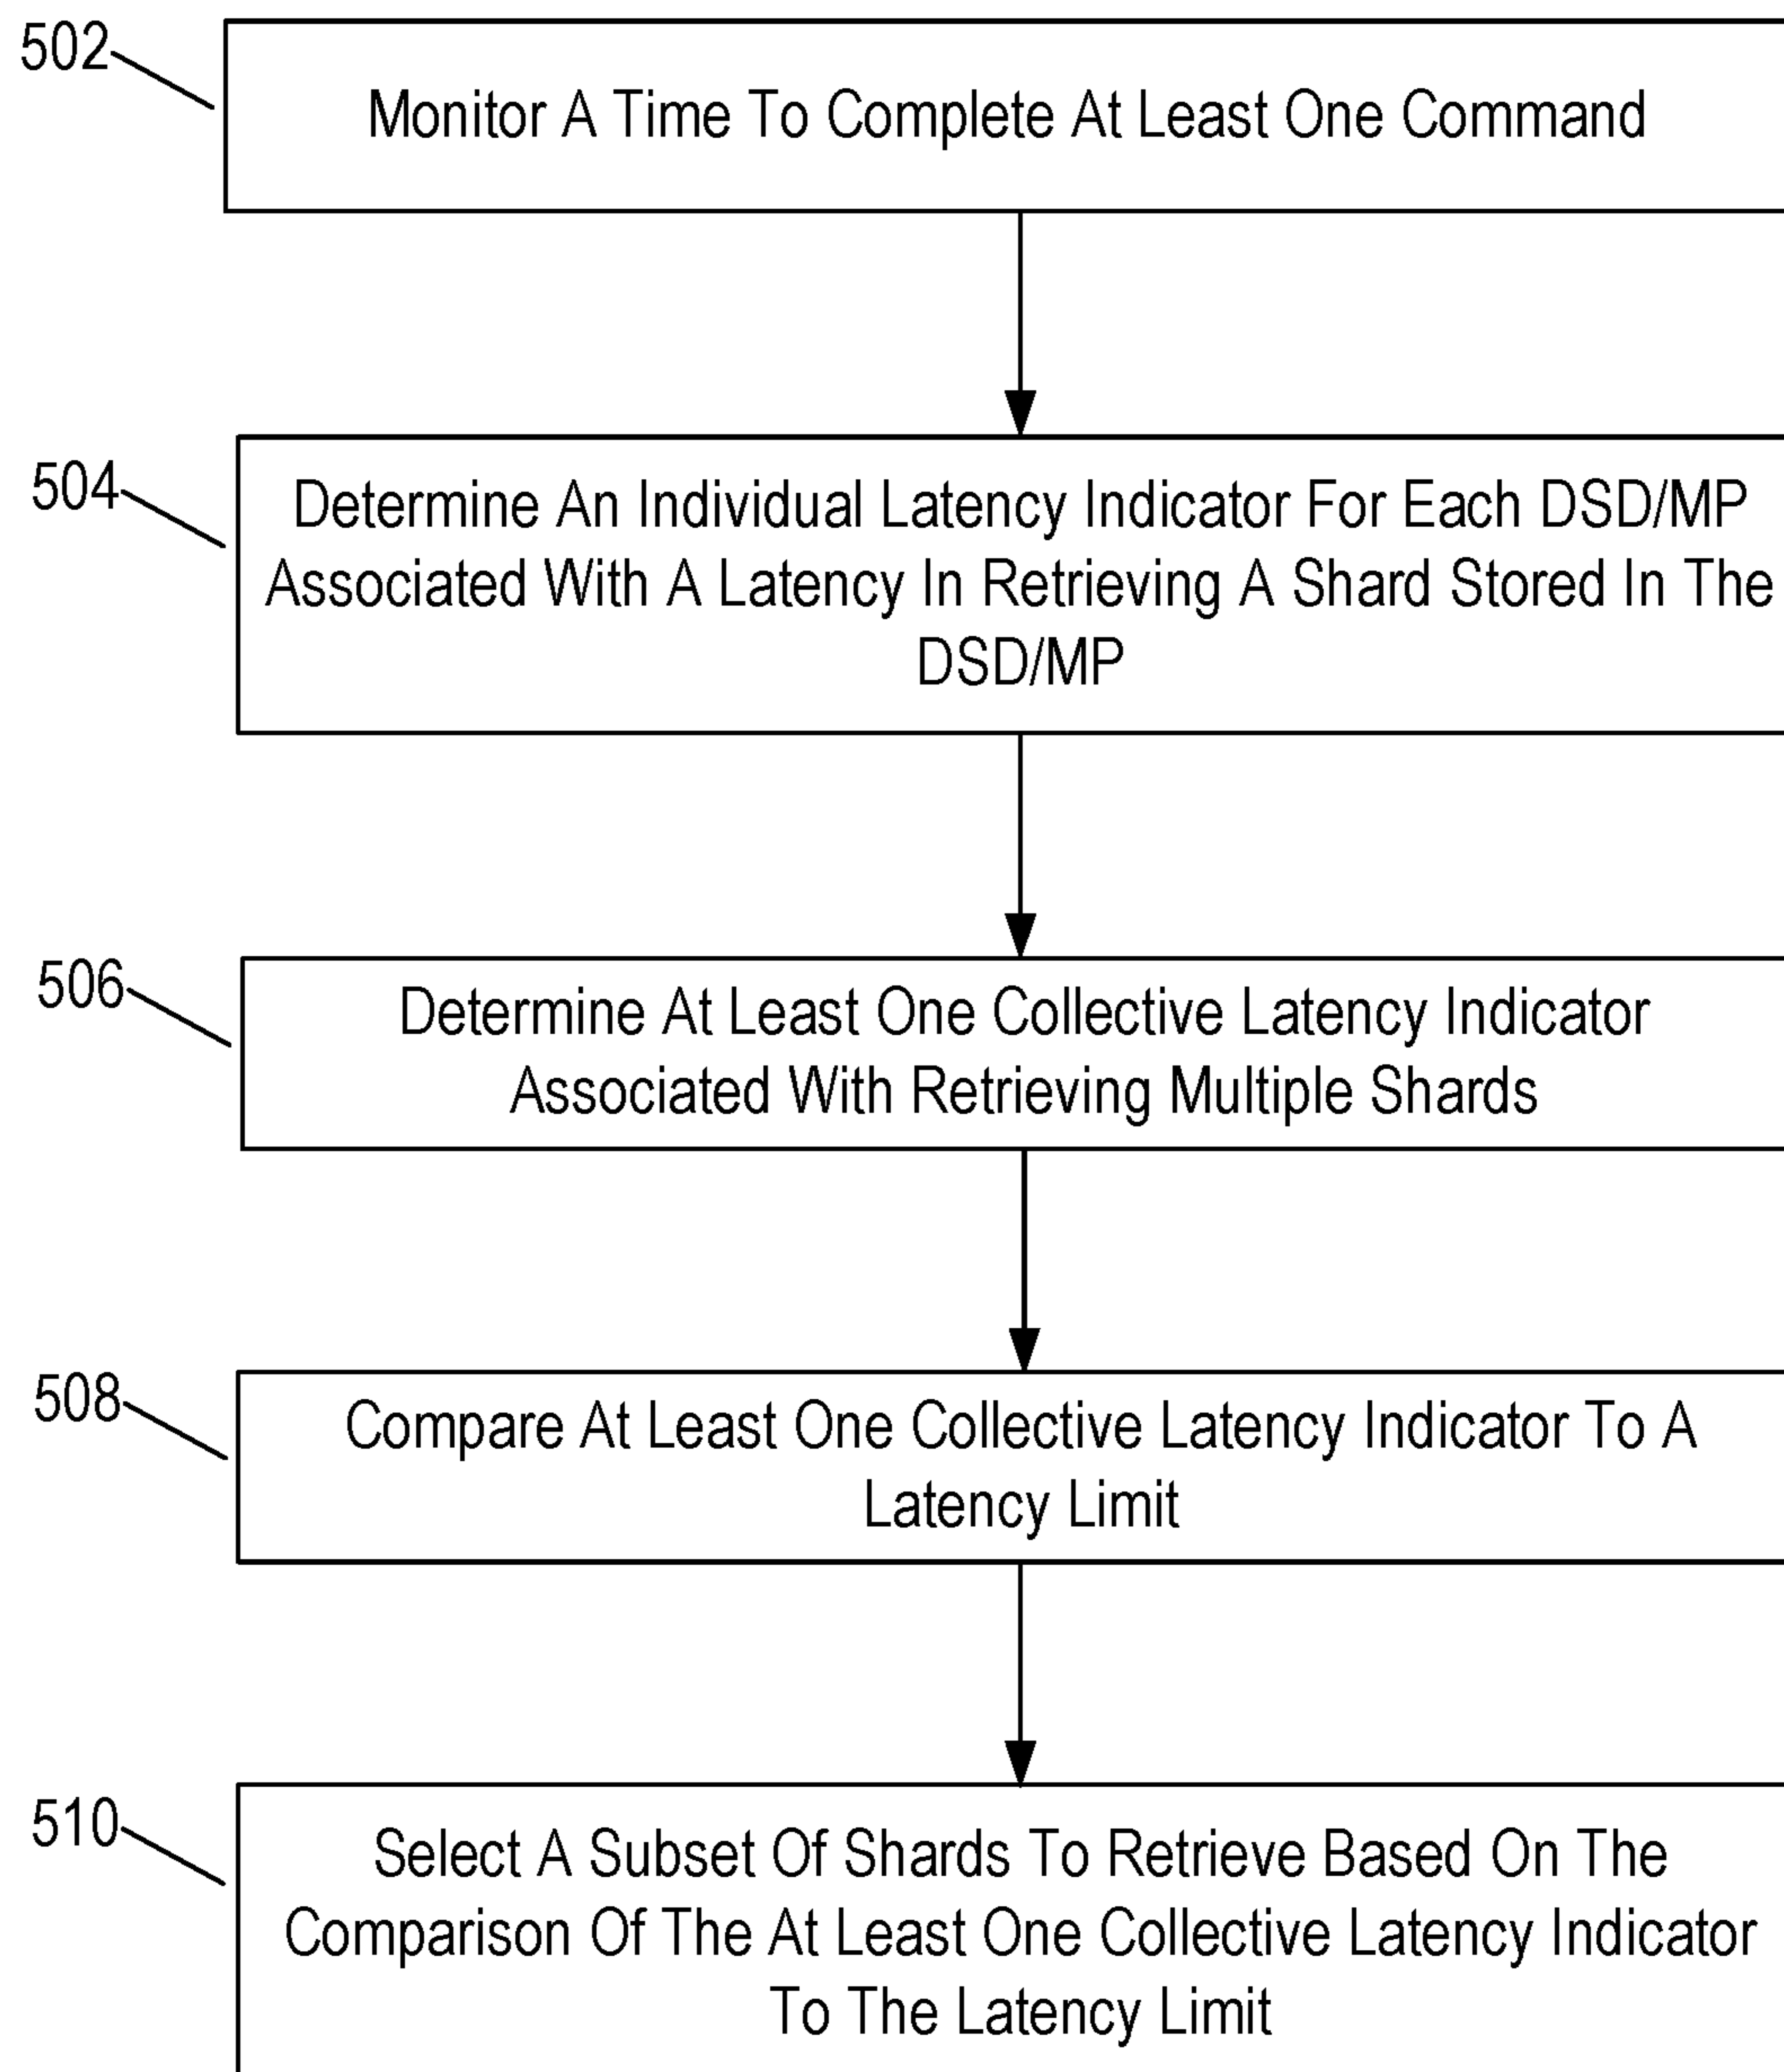 502
Monitor A Time To Complete At Least One Command
504
Determine An Individual Latency Indicator For Each DSD/MP
Associated With A Latency In Retrieving A Shard Stored In The
DSD/MP
506
Determine At Least One Collective Latency Indicator
Associated With Retrieving Multiple Shards
508
Compare At Least One Collective Latency Indicator To A
Latency Limit
510
Select A Subset Of Shards To Retrieve Based On The
Comparison Of The At Least One Collective Latency Indicator
To The Latency Limit